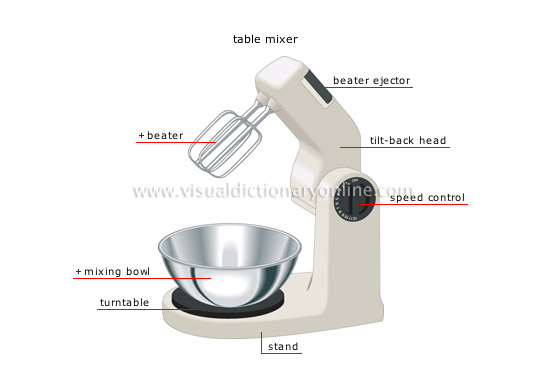 table mixer
beater ejector
+ beater
tilt-back head
www.visualdictionaryonline.com
speed control
+ mixing bowl
turntable
stand